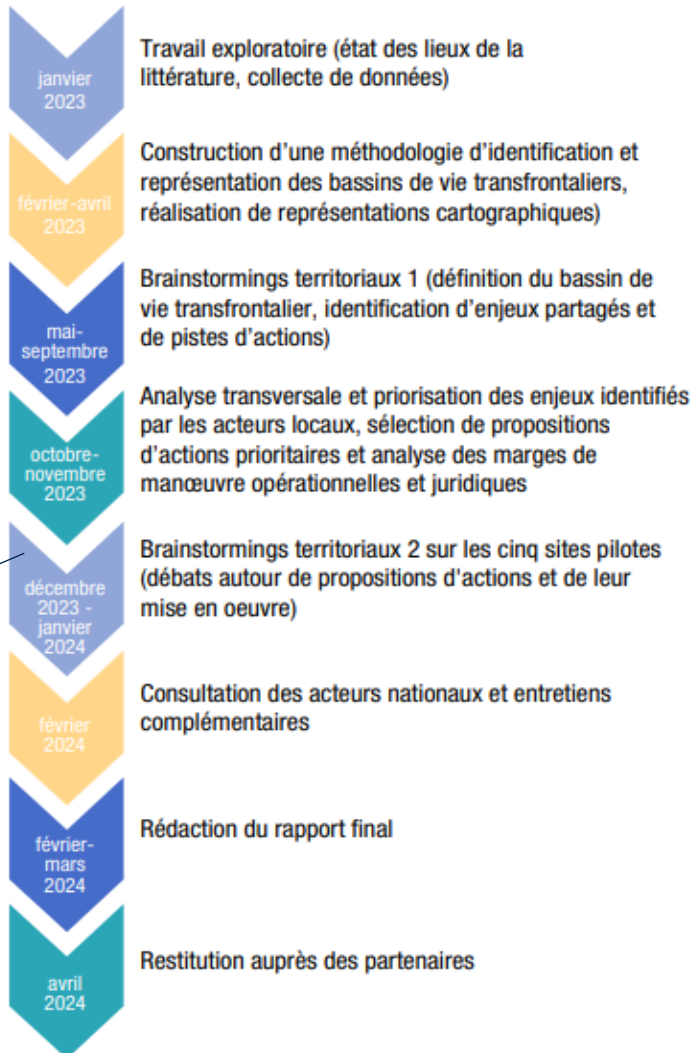 janvier
2023
Travail exploratoire (état des lieux de la
littérature, collecte de données)
février-avril
2023
Construction d'une méthodologie d'identification et
représentation des bassins de vie transfrontaliers,
réalisation de représentations cartographiques)
mai-
septembre
2023
Brainstormings territoriaux 1 (définition du bassin de
vie transfrontalier, identification d'enjeux partagés et
de pistes d'actions)
octobre-
novembre
2023
Analyse transversale et priorisation des enjeux identifiés
par les acteurs locaux, sélection de propositions
d'actions prioritaires et analyse des marges de
manœuvre opérationnelles et juridiques
décembre
2023 -
janvier
2024
Brainstormings territoriaux 2 sur les cinq sites pilotes
(débats autour de propositions d'actions et de leur
mise en oeuvre)
février
2024
Consultation des acteurs nationaux et entretiens
complémentaires
février-
mars
2024
Rédaction du rapport final
avril
2024
Restitution auprès des partenaires